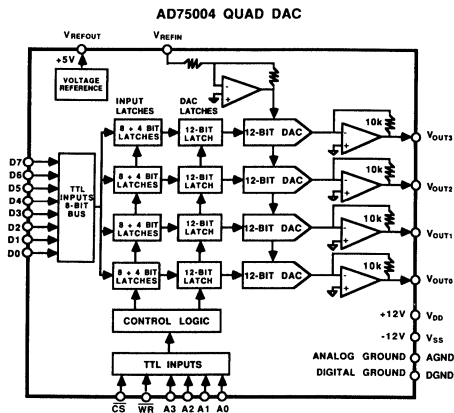 AD75004 QUAD DAC
VREFOUT
VREFIN
+5V
VOLTAGE
REFERENCE
INPUT
LATCHES
DAC
LATCHES
8 + 4 BIT
LATCHES
12-BIT
LATCH
12-BIT DAC
10k
VOUT3
D7
D6
D5
D4
D3
D2
D1
D0
TTL
INPUTS
8-BIT
BUS
8 + 4 BIT
LATCHES
12-BIT
LATCH
12-BIT DAC
10k
VOUT2
8 + 4 BIT
LATCHES
12-BIT
LATCH
12-BIT DAC
10k
VOUT1
8 + 4 BIT
LATCHES
12-BIT
LATCH
12-BIT DAC
10k
VOUT0
CONTROL LOGIC
+12V VDD
-12V VSS
TTL INPUTS
ANALOG GROUND AGND
DIGITAL GROUND DGND
CS WR A3 A2 A1 A0